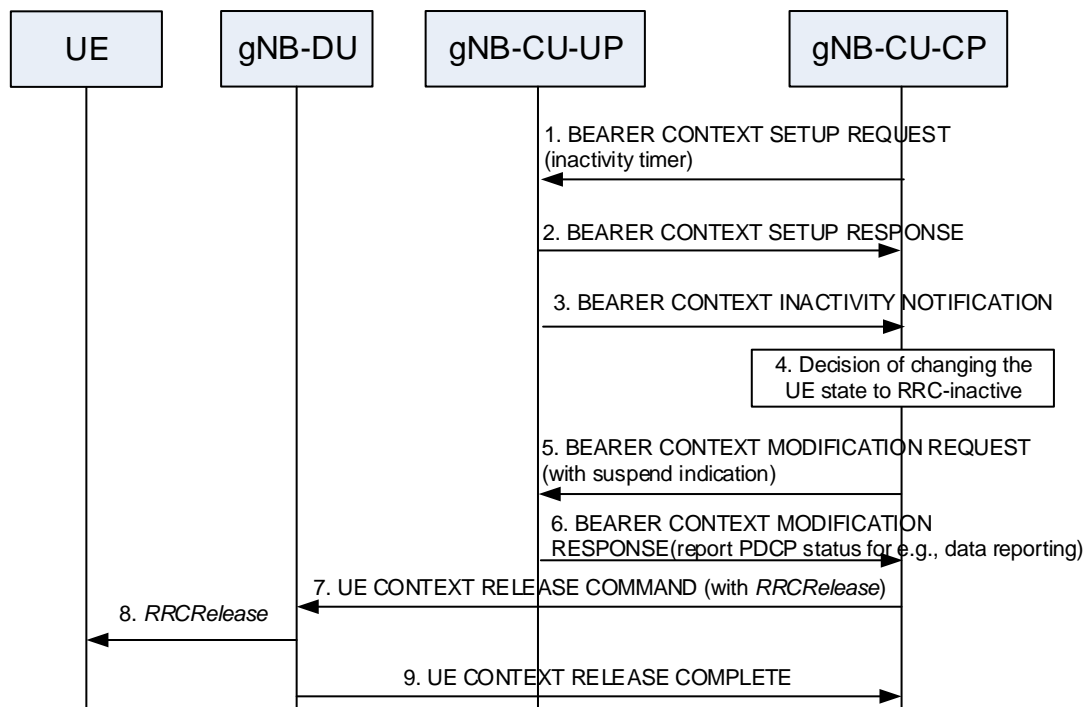 UE
gNB-DU
gNB-CU-UP
gNB-CU-CP
1. BEARER CONTEXT SETUP REQUEST
(inactivity timer)
2. BEARER CONTEXT SETUP RESPONSE
3. BEARER CONTEXT INACTIVITY NOTIFICATION
4. Decision of changing the
UE state to RRC-inactive
5. BEARER CONTEXT MODIFICATION REQUEST
(with suspend indication)
6. BEARER CONTEXT MODIFICATION
RESPONSE(report PDCP status for e.g., data reporting)
7. UE CONTEXT RELEASE COMMAND (with RRCRelease)
8. RRCRelease
9. UE CONTEXT RELEASE COMPLETE